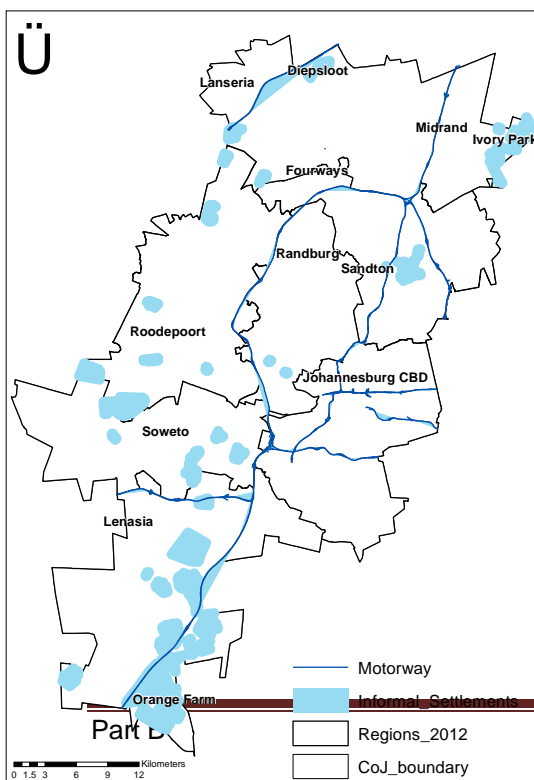 Ü
Diepsloot
Lanseria
Midrand
Ivory Park
Fourways
Randburg
Sandton
Roodepoort
Johannesburg CBD
Soweto
Lenasia
Orange Farm
Motorway
Informal_Settlements
Regions_2012
CoJ_boundary
Part B
Kilometers
0 1.5 3 6 9 12